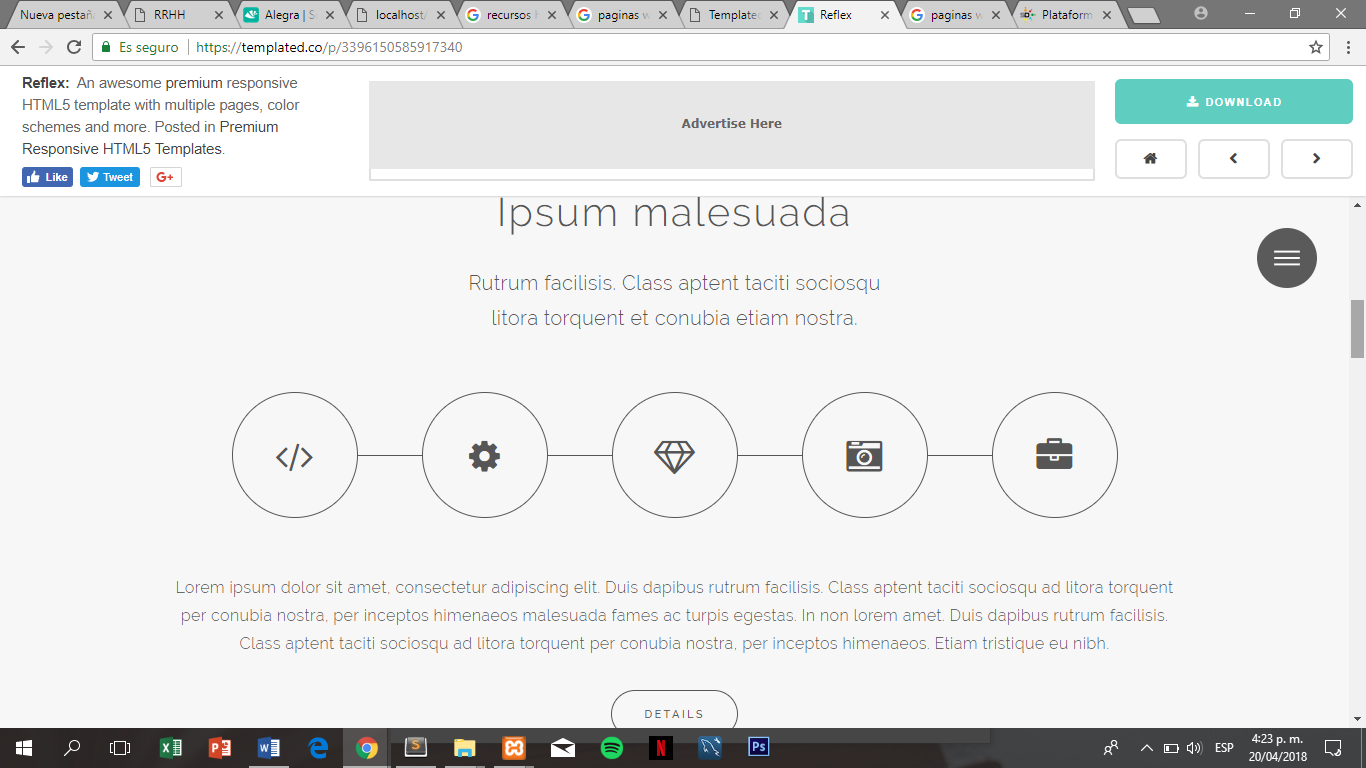 Nueva pestañ
RRHH
Alegra | S
localhost/
recursos h
paginas w
Templated
Reflex
paginas w
Plataform
Es seguro
https://templated.co/p/3396150585917340
Reflex: An awesome premium responsive
HTML5 template with multiple pages, color
schemes and more. Posted in Premium
Responsive HTML5 Templates.
Like
Tweet
G+
Advertise Here
DOWNLOAD
Ipsum malesuada
Rutrum facilisis. Class aptent taciti sociosqu
litora torquent et conubia etiam nostra.
Lorem ipsum dolor sit amet, consectetur adipiscing elit. Duis dapibus rutrum facilisis. Class aptent taciti sociosqu ad litora torquent
per conubia nostra, per inceptos himenaeos malesuada fames ac turpis egestas. In non lorem amet. Duis dapibus rutrum facilisis.
Class aptent taciti sociosqu ad litora torquent per conubia nostra, per inceptos himenaeos. Etiam tristique eu nibh.
DETAILS
ESP
4:23 p. m.
20/04/2018